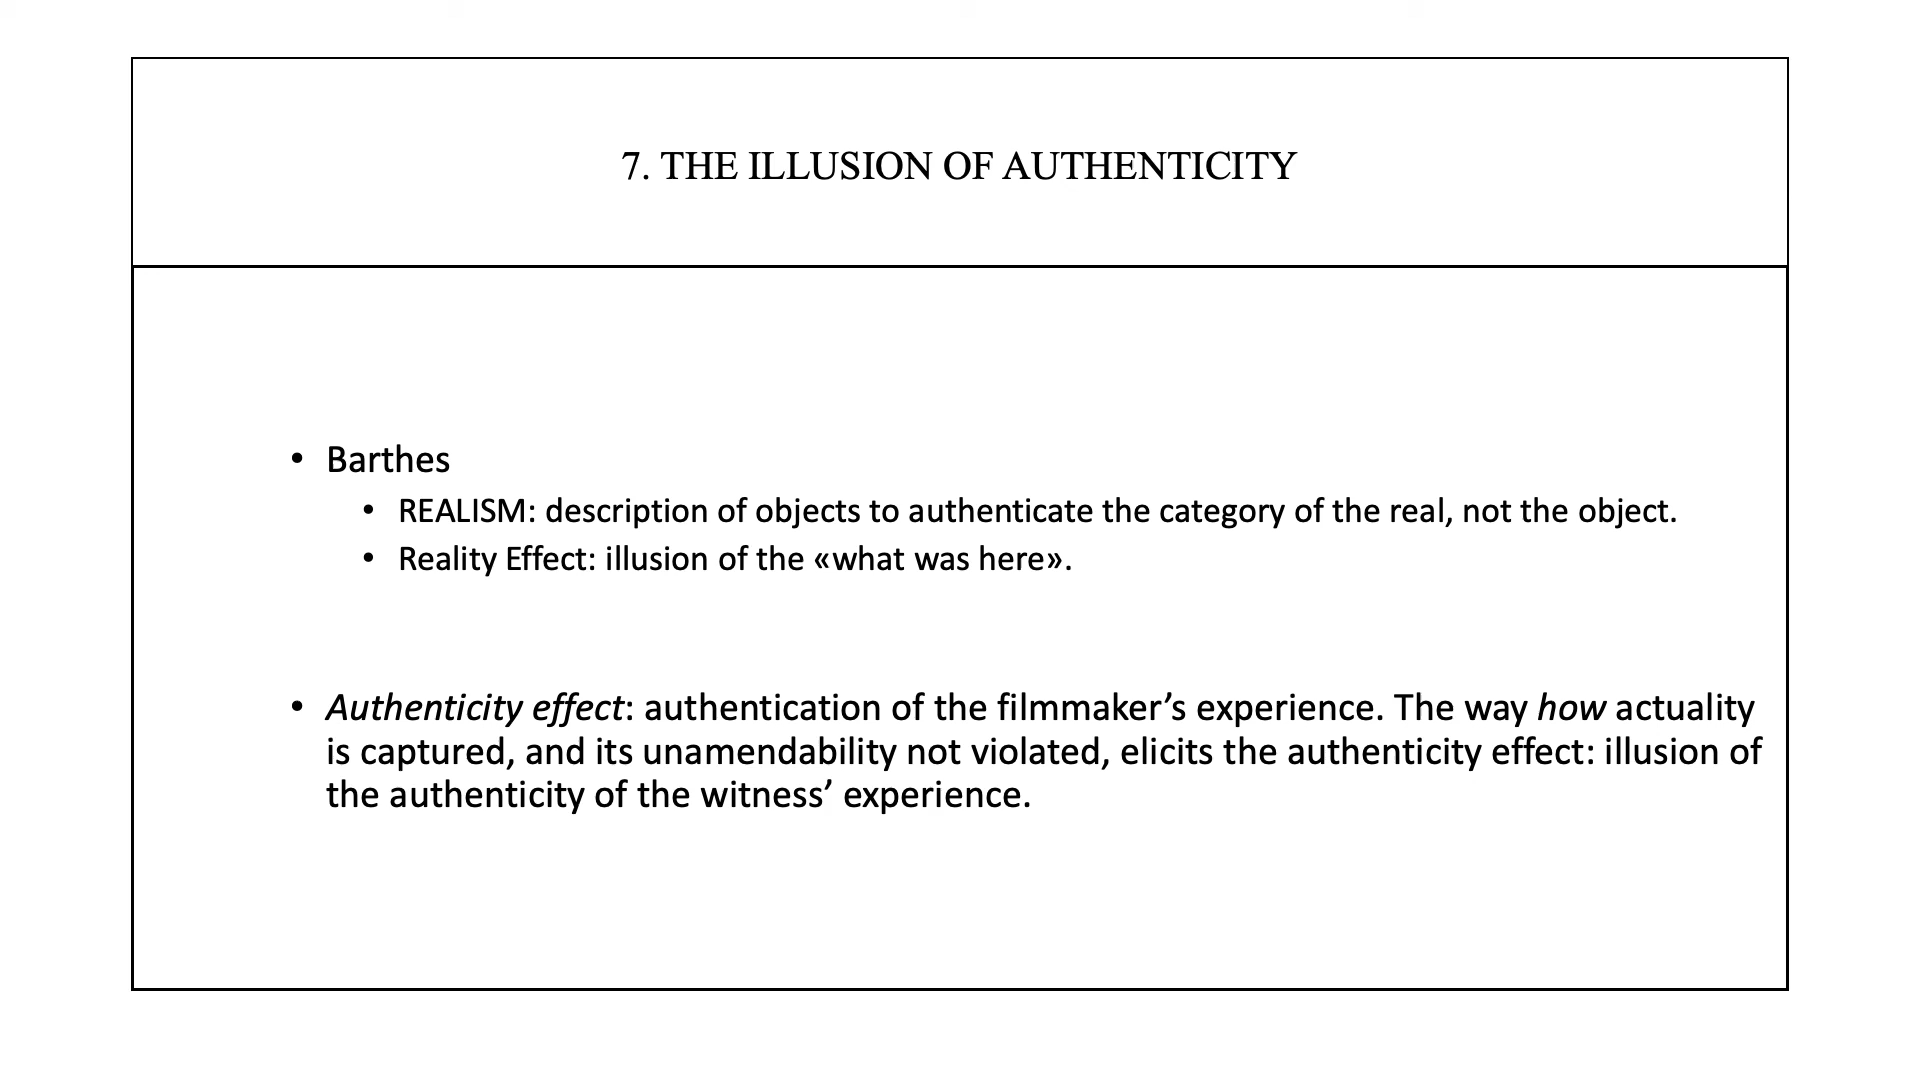 7. THE ILLUSION OF AUTHENTICITY
• Barthes
• REALISM: description of objects to authenticate the category of the real, not the object.
• Reality Effect: illusion of the «what was here».
• Authenticity effect: authentication of the filmmaker’s experience. The way how actuality
is captured, and its unamendability not violated, elicits the authenticity effect: illusion of
the authenticity of the witness’ experience.